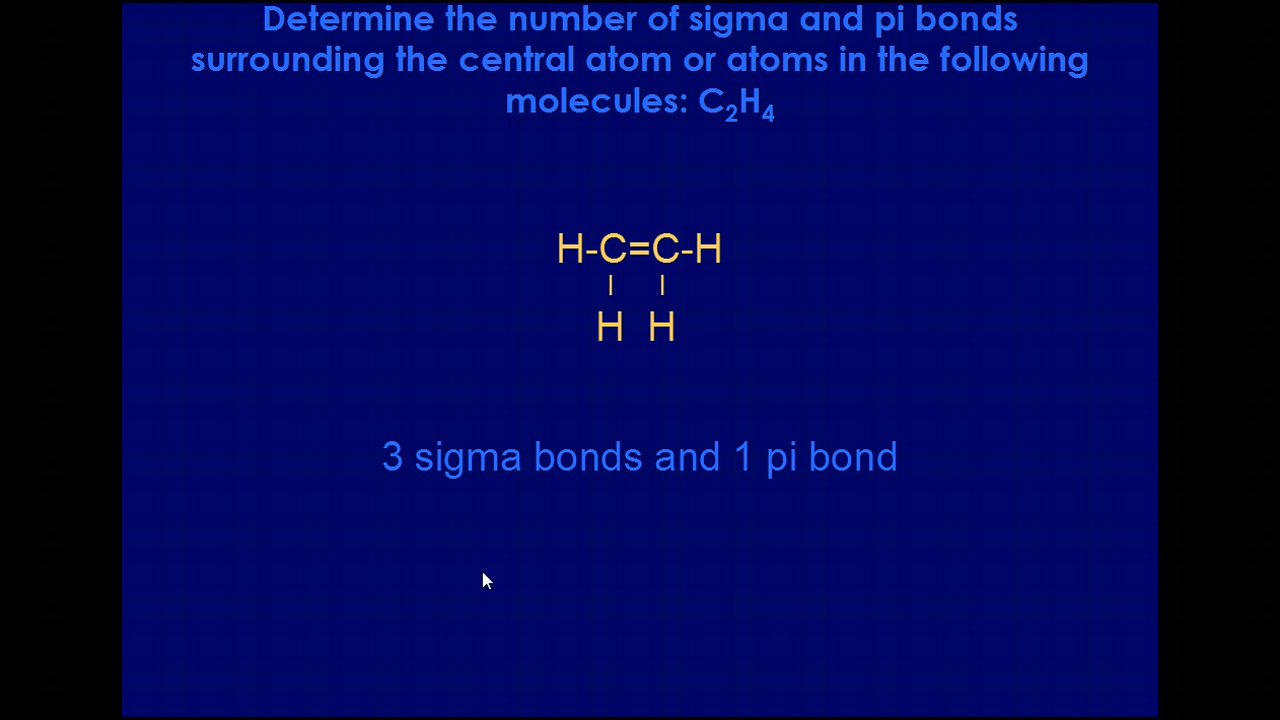 Determine the number of sigma and pi bonds
surrounding the central atom or atoms in the following
molecules: C₂H₄
H-C=C-H
| |
H H
3 sigma bonds and 1 pi bond